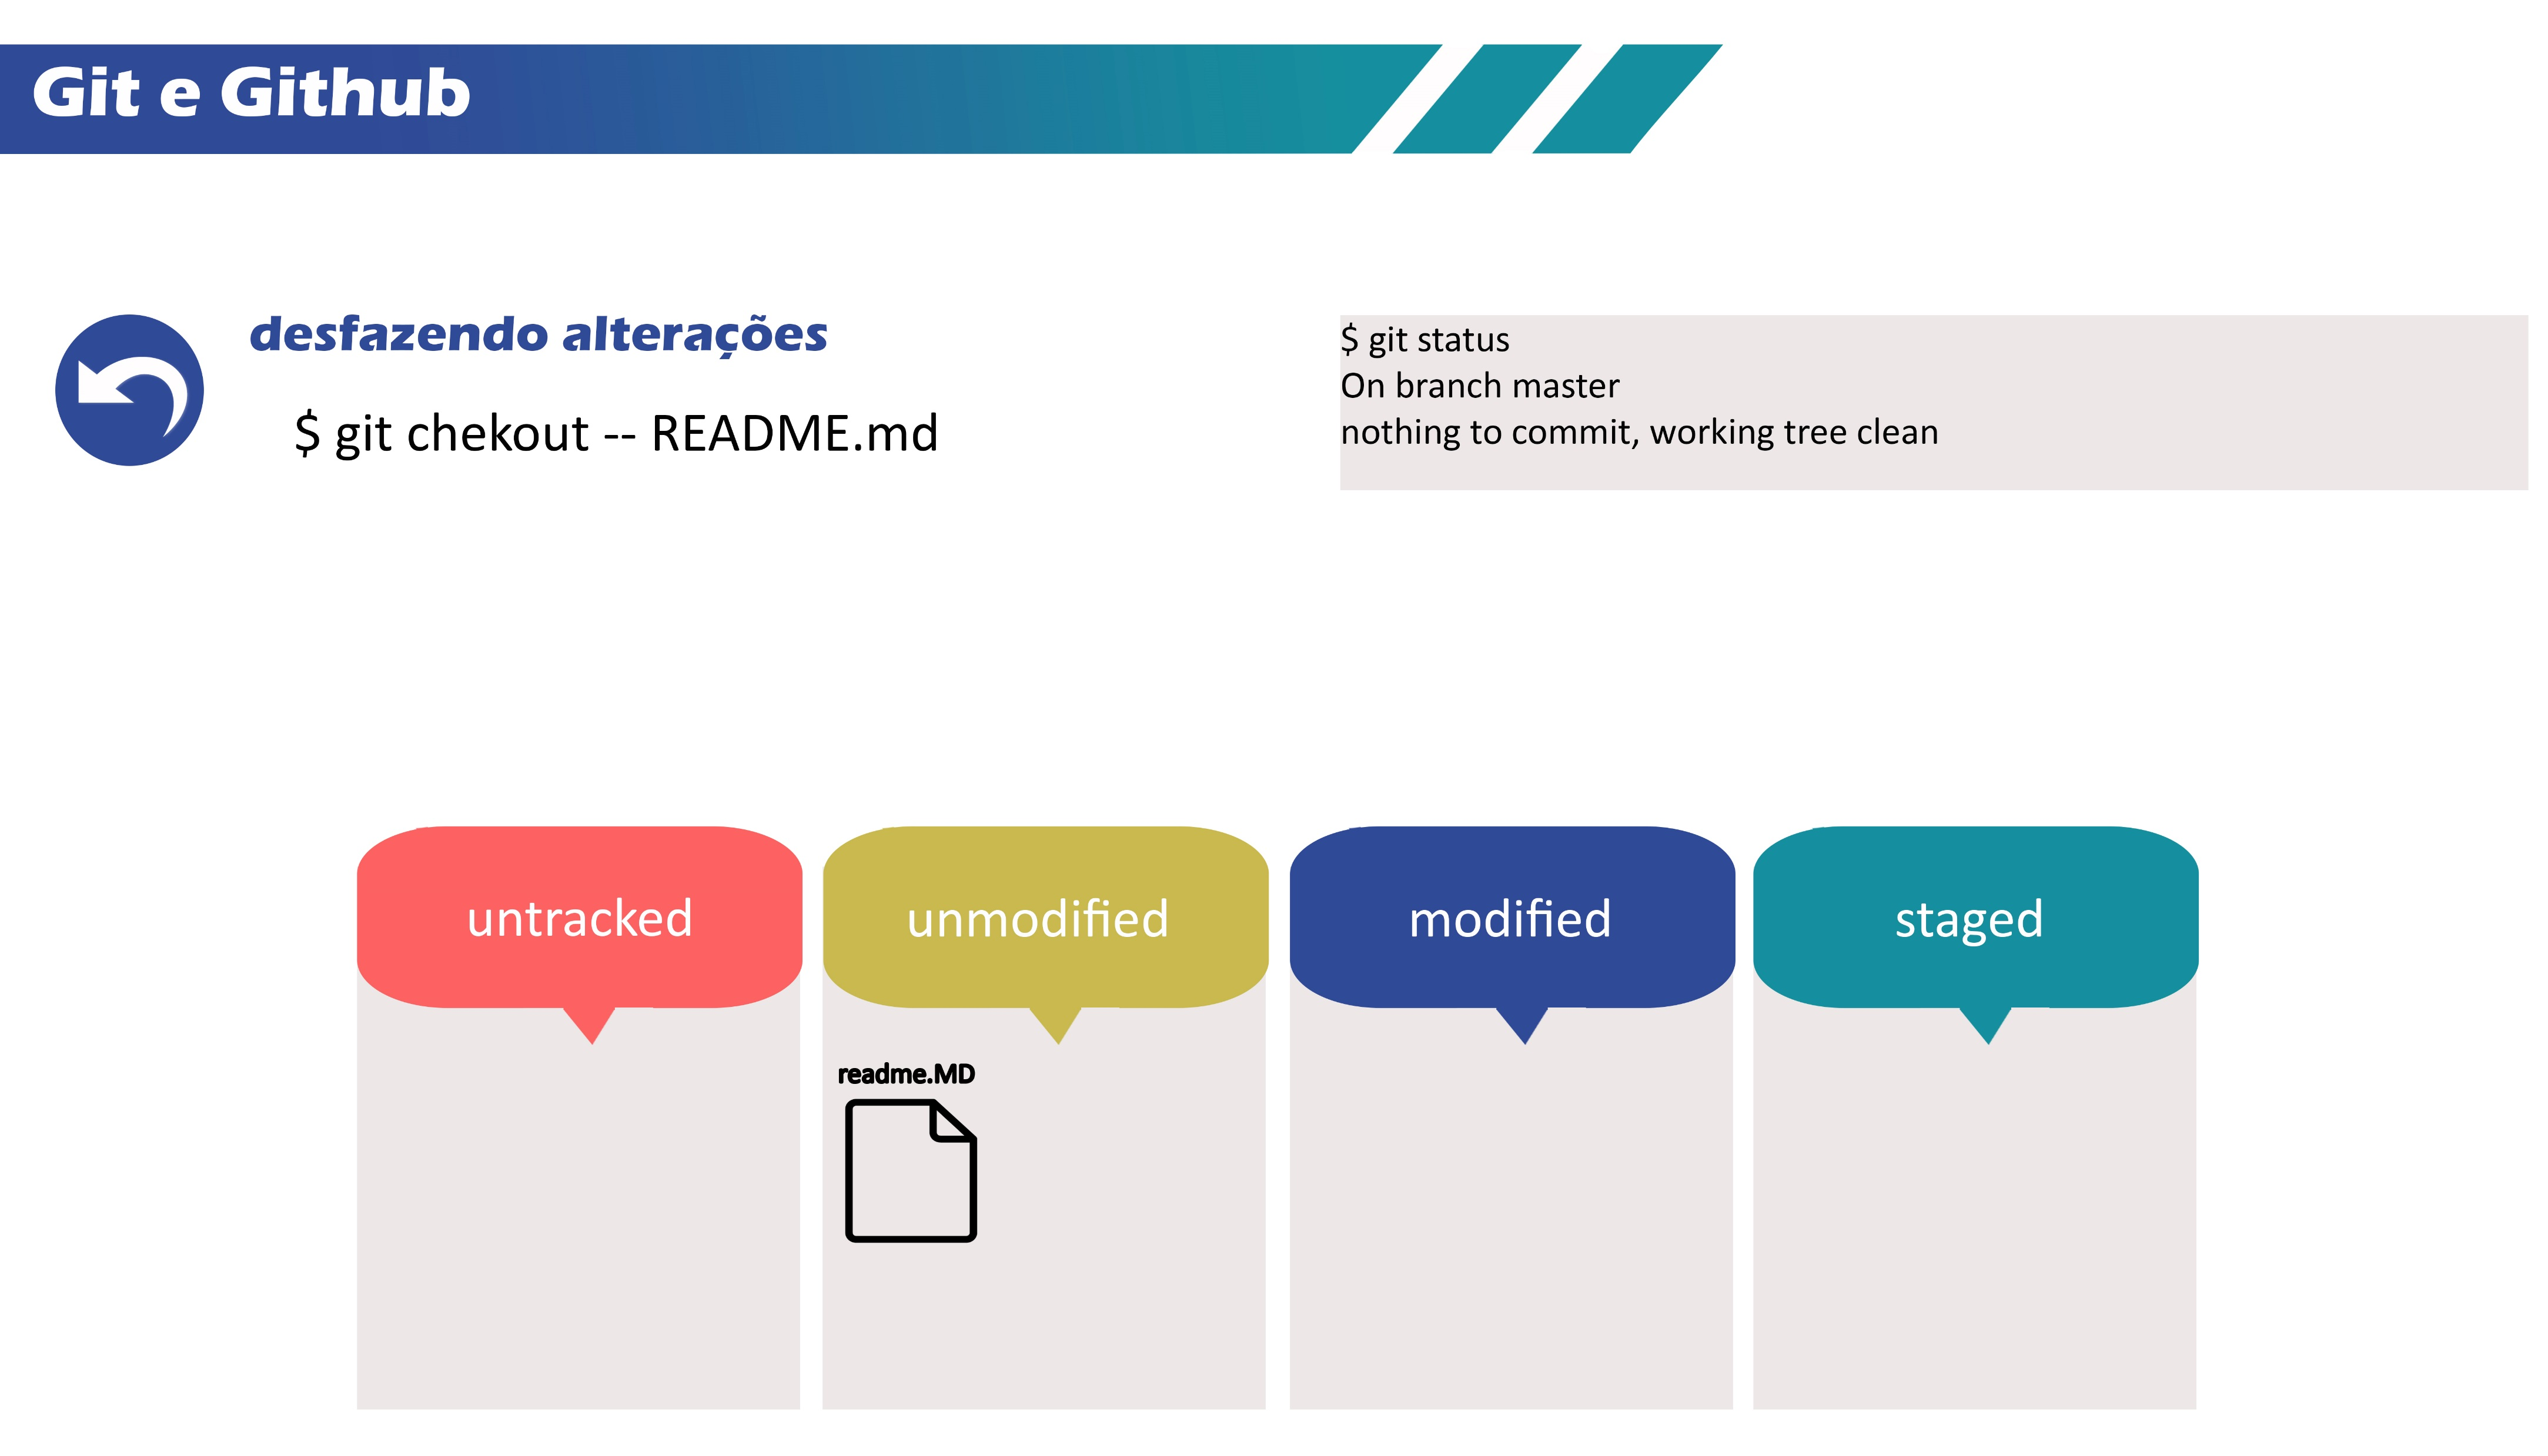 Git e Github
desfazendo alterações
$ git chekout -- README.md
$ git status
On branch master
nothing to commit, working tree clean
untracked
unmodified
modified
staged
readme.MD